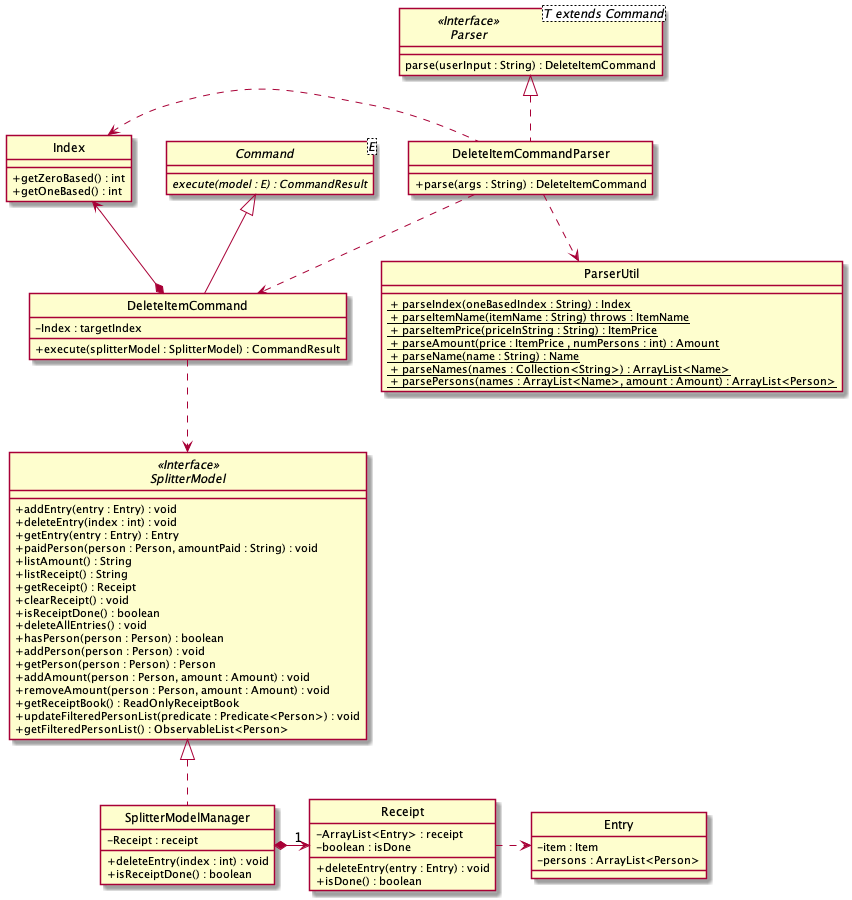 T extends Command
«Interface»
Parser
parse(userInput : String) : DeleteItemCommand
Index
+getZeroBased() : int
+getOneBased() : int
E
Command
execute(model : E) : CommandResult
DeleteItemCommandParser
+parse(args : String) : DeleteItemCommand
DeleteItemCommand
-Index : targetIndex
+execute(splitterModel : SplitterModel) : CommandResult
ParserUtil
+ parseIndex(oneBasedIndex : String) : Index
+ parseItemName(itemName : String) throws : ItemName
+ parseItemPrice(priceInString : String) : ItemPrice
+ parseAmount(price : ItemPrice , numPersons : int) : Amount
+ parseName(name : String) : Name
+ parseNames(names : Collection<String>) : ArrayList<Name>
+ parsePersons(names : ArrayList<Name>, amount : Amount) : ArrayList<Person>
«Interface»
SplitterModel
+addEntry(entry : Entry) : void
+deleteEntry(index : int) : void
+getEntry(entry : Entry) : Entry
+paidPerson(person : Person, amountPaid : String) : void
+listAmount() : String
+listReceipt() : String
+getReceipt() : Receipt
+clearReceipt() : void
+isReceiptDone() : boolean
+deleteAllEntries() : void
+hasPerson(person : Person) : boolean
+addPerson(person : Person) : void
+getPerson(person : Person) : Person
+addAmount(person : Person, amount : Amount) : void
+removeAmount(person : Person, amount : Amount) : void
+getReceiptBook() : ReadOnlyReceiptBook
+updateFilteredPersonList(predicate : Predicate<Person>) : void
+getFilteredPersonList() : ObservableList<Person>
SplitterModelManager
-Receipt : receipt
+deleteEntry(index : int) : void
+isReceiptDone() : boolean
1
Receipt
-ArrayList<Entry> : receipt
-boolean : isDone
+deleteEntry(entry : Entry) : void
+isDone() : boolean
Entry
-item : Item
-persons : ArrayList<Person>